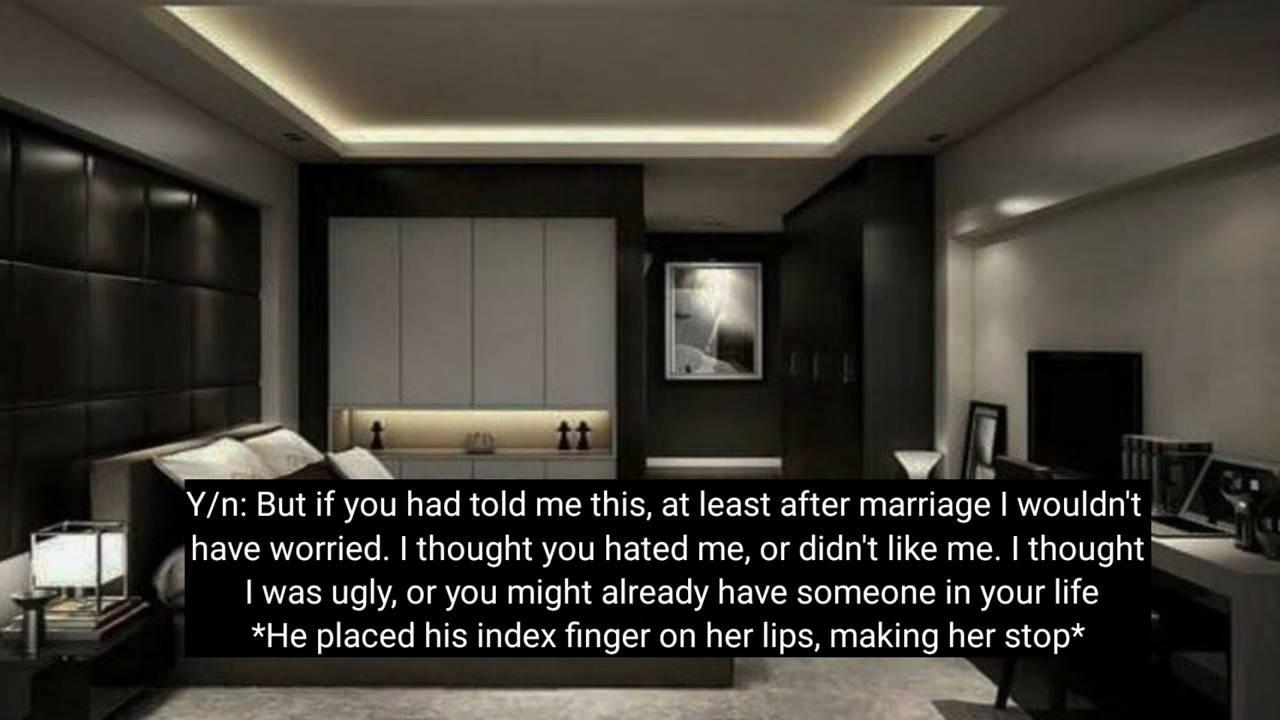 Y/n: But if you had told me this, at least after marriage I wouldn't
have worried. I thought you hated me, or didn't like me. I thought
I was ugly, or you might already have someone in your life
*He placed his index finger on her lips, making her stop*